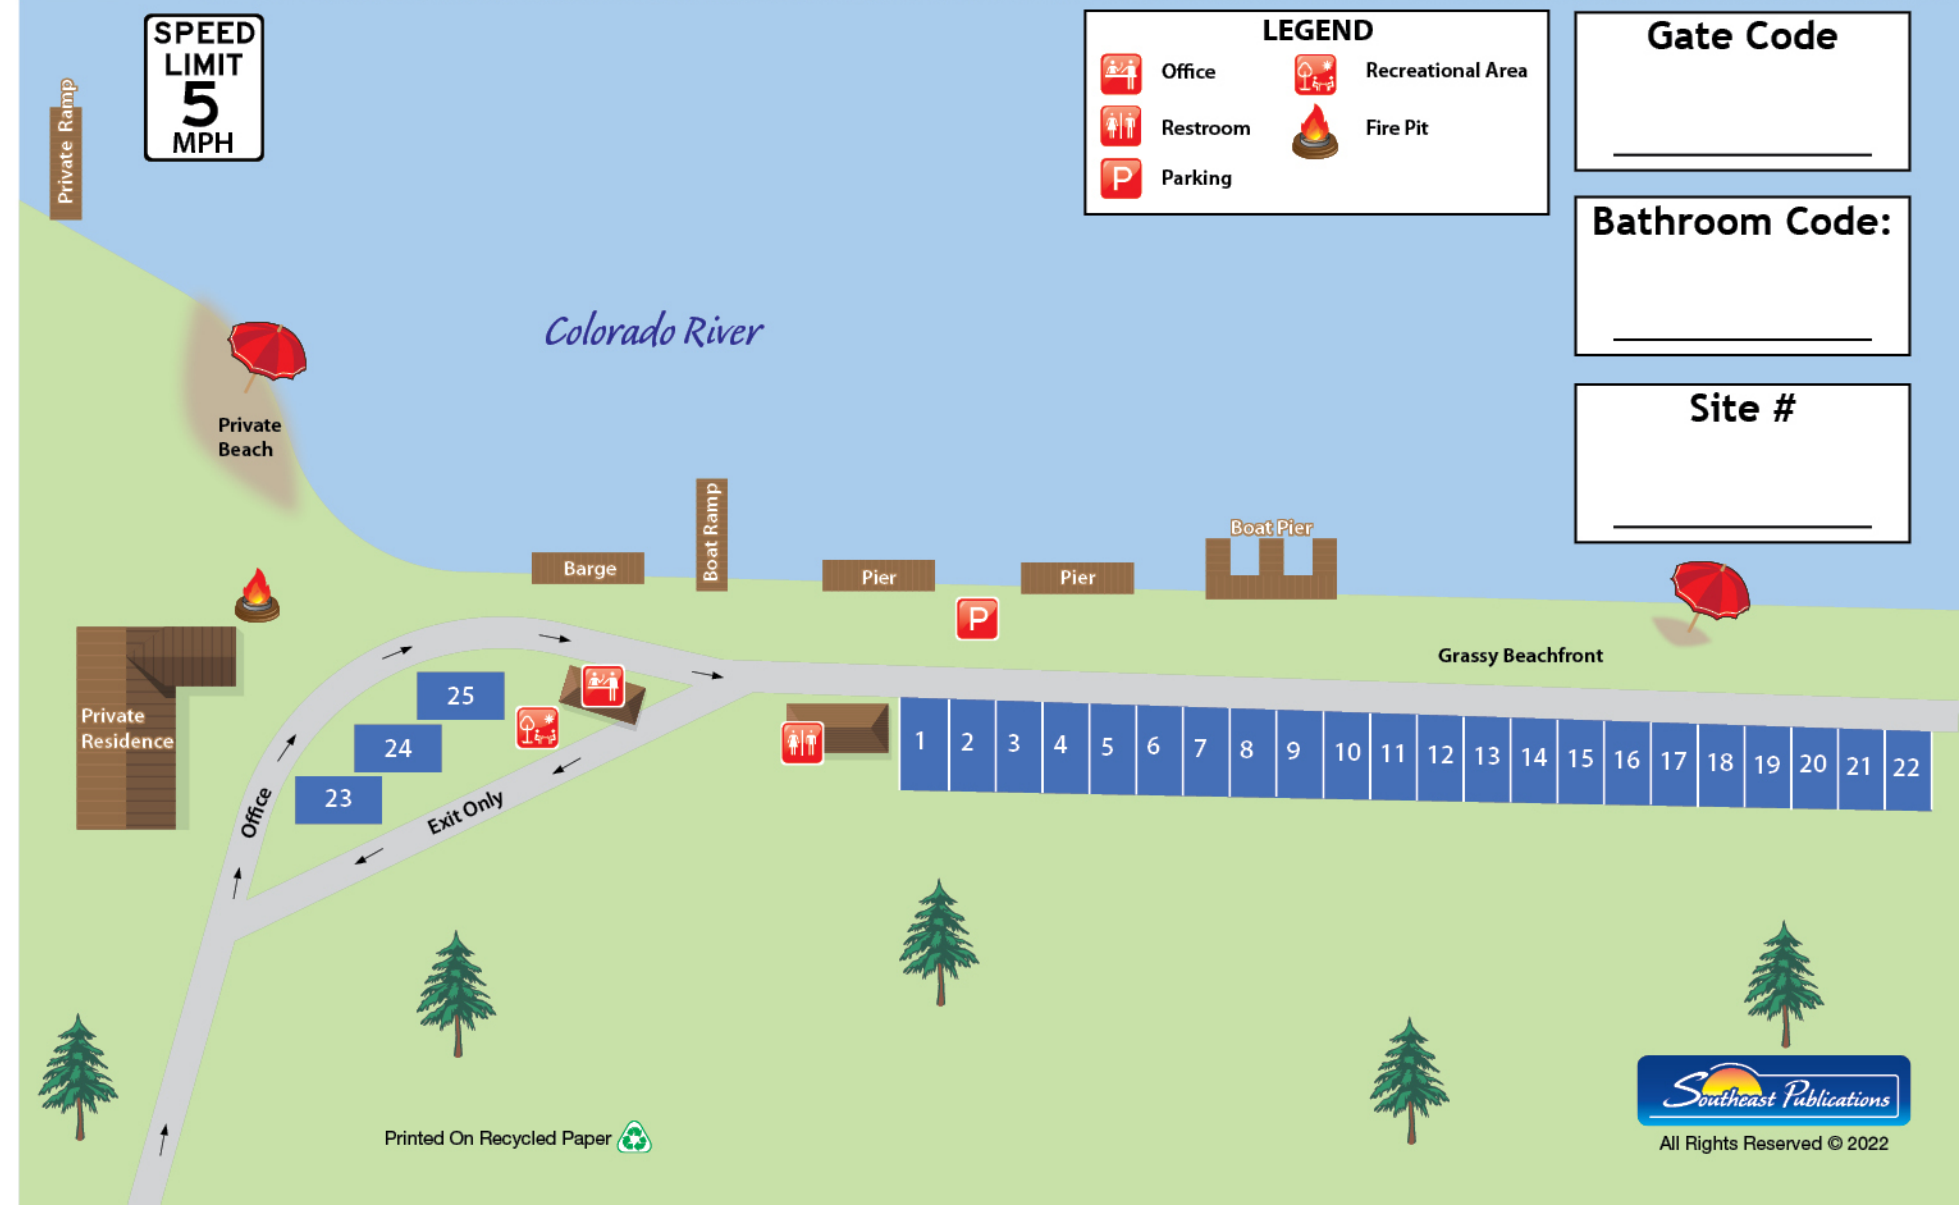 SPEED
LIMIT
5
MPH
Private Ramp
LEGEND
Office
Recreational Area
Restroom
Fire Pit
P
Parking
Gate Code
Bathroom Code:
Site #
Colorado River
Private
Beach
Barge
Boat Ramp
Pier
Pier
Boat Pier
P
Grassy Beachfront
Private
Residence
25
24
23
Office
Exit Only
1 2 3 4 5 6 7 8 9 10 11 12 13 14 15 16 17 18 19 20 21 22
Printed On Recycled Paper
Southeast Publications
All Rights Reserved © 2022